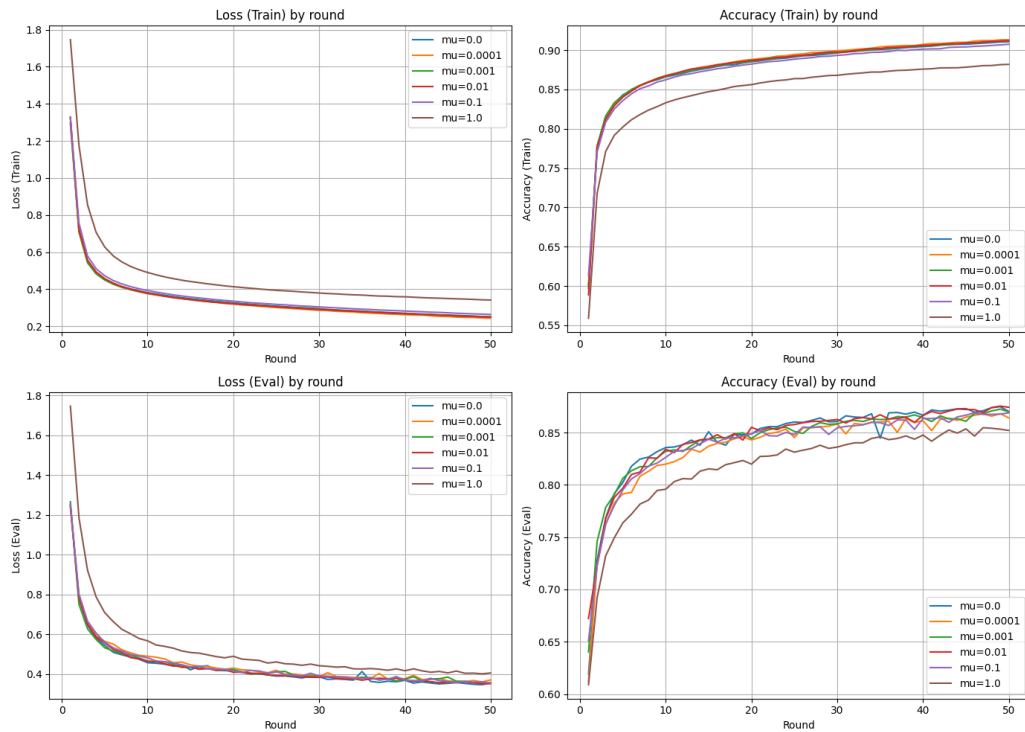 Loss (Train) by round
Loss (Train)
1.8
1.6
1.4
1.2
1.0
0.8
0.6
0.4
0.2
mu=0.0
mu=0.0001
mu=0.001
mu=0.01
mu=0.1
mu=1.0
0 10 20 30 40 50
Round
Accuracy (Train) by round
Accuracy (Train)
0.90
0.85
0.80
0.75
0.70
0.65
0.60
0.55
mu=0.0
mu=0.0001
mu=0.001
mu=0.01
mu=0.1
mu=1.0
0 10 20 30 40 50
Round
Loss (Eval) by round
Loss (Eval)
1.8
1.6
1.4
1.2
1.0
0.8
0.6
0.4
mu=0.0
mu=0.0001
mu=0.001
mu=0.01
mu=0.1
mu=1.0
0 10 20 30 40 50
Round
Accuracy (Eval) by round
Accuracy (Eval)
0.85
0.80
0.75
0.70
0.65
0.60
mu=0.0
mu=0.0001
mu=0.001
mu=0.01
mu=0.1
mu=1.0
0 10 20 30 40 50
Round